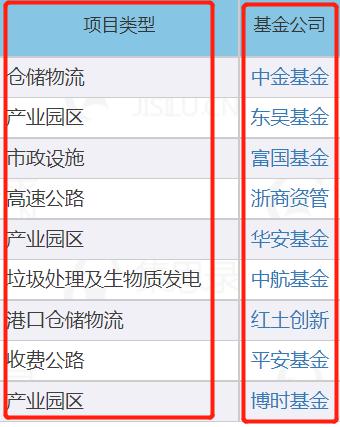 项目类型 基金公司
仓储物流 中金基金
产业园区 东吴基金
市政设施 富国基金
高速公路 浙商资管
产业园区 华安基金
垃圾处理及生物质发电 中航基金
港口仓储物流 红土创新
收费公路 平安基金
产业园区 博时基金